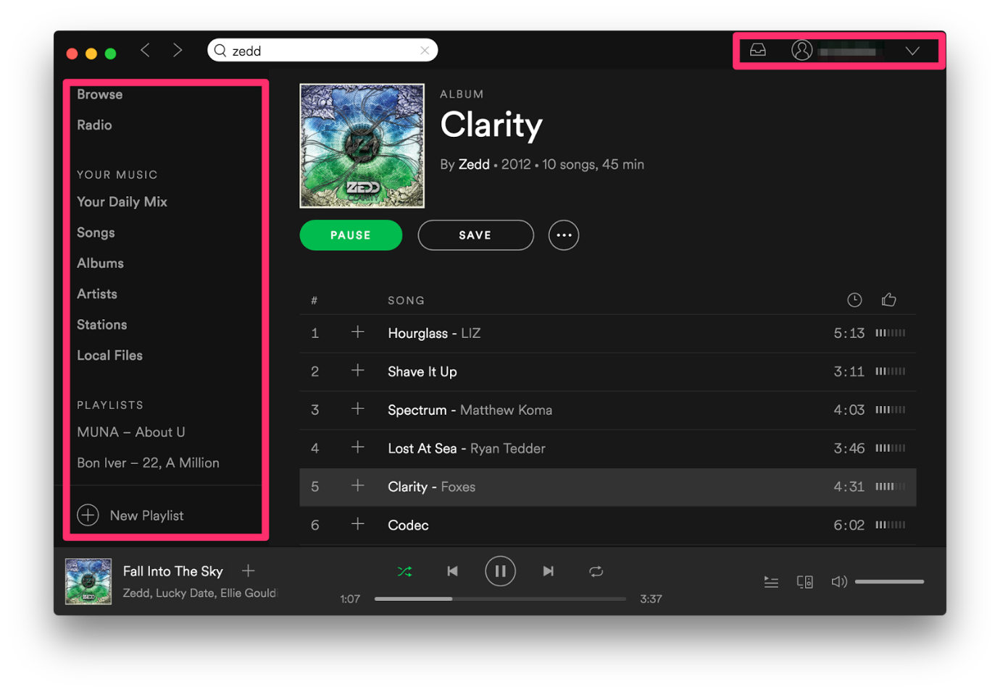 zedd
Browse
Radio
YOUR MUSIC
Your Daily Mix
Songs
Albums
Artists
Stations
Local Files
PLAYLISTS
MUNA – About U
Bon Iver – 22, A Million
New Playlist
ZEDD
CLARITY
ALBUM
Clarity
By Zedd • 2012 • 10 songs, 45 min
PAUSE
SAVE
# SONG
1 Hourglass - LIZ 5:13
2 Shave It Up 3:11
3 Spectrum - Matthew Koma 4:03
4 Lost At Sea - Ryan Tedder 3:46
5 Clarity - Foxes 4:31
6 Codec 6:02
ZEDD
Fall Into The Sky
Zedd, Lucky Date, Ellie Gould
1:07
3:37